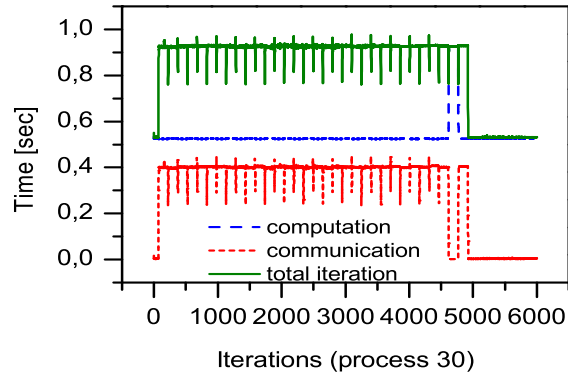 1,0
0,8
0,6
0,4
0,2
0,0
Time [sec]
computation
communication
total iteration
0 1000 2000 3000 4000 5000 6000
Iterations (process 30)